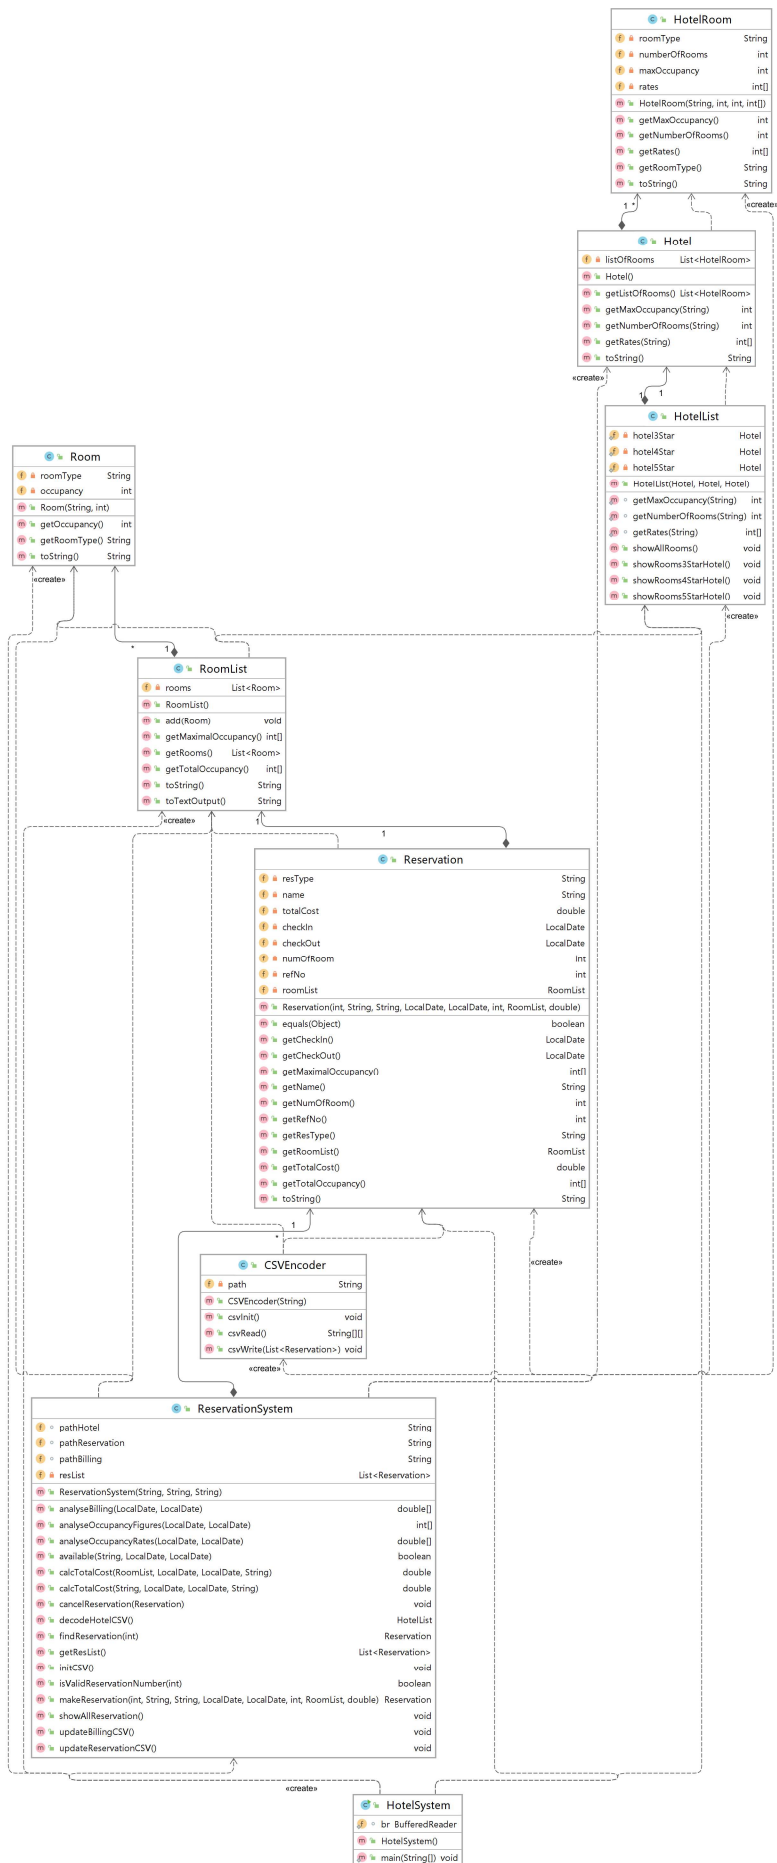 HotelRoom
roomType String
numberOfRooms int
maxOccupancy int
rates int[]
HotelRoom(String, int, int, int[])
getMaxOccupancy() int
getNumberOfRooms() int
getRates() int[]
getRoomType() String
toString() String
1 *
«create»
Hotel
listOfRooms List<HotelRoom>
Hotel()
getListOfRooms() List<HotelRoom>
getMaxOccupancy(String) int
getNumberOfRooms(String) int
getRates(String) int[]
toString() String
«create»
1 1
HotelList
hotel3Star Hotel
hotel4Star Hotel
hotel5Star Hotel
HotelList(Hotel, Hotel, Hotel)
getMaxOccupancy(String) int
getNumberOfRooms(String) int
getRates(String) int[]
showAllRooms() void
showRooms3StarHotel() void
showRooms4StarHotel() void
showRooms5StarHotel() void
«create»
Room
roomType String
occupancy int
Room(String, int)
getOccupancy() int
getRoomType() String
toString() String
«create»
* 1
RoomList
rooms List<Room>
RoomList()
add(Room) void
getMaximalOccupancy() int[]
getRooms() List<Room>
getTotalOccupancy() int[]
toString() String
toTextOutput() String
«create»
1
1
Reservation
resType String
name String
totalCost double
checkIn LocalDate
checkOut LocalDate
numOfRoom int
refNo int
roomList RoomList
Reservation(int, String, String, LocalDate, LocalDate, int, RoomList, double)
equals(Object) boolean
getCheckIn() LocalDate
getCheckOut() LocalDate
getMaximalOccupancy() int[]
getName() String
getNumOfRoom() int
getRefNo() int
getResType() String
getRoomList() RoomList
getTotalCost() double
getTotalOccupancy() int[]
toString() String
1
*
«create»
CSVEncoder
path String
CSVEncoder(String)
csvInit() void
csvRead() String[][]
csvWrite(List<Reservation>) void
«create»
ReservationSystem
pathHotel String
pathReservation String
pathBilling String
resList List<Reservation>
ReservationSystem(String, String, String)
analyseBilling(LocalDate, LocalDate) double[]
analyseOccupancyFigures(LocalDate, LocalDate) int[]
analyseOccupancyRates(LocalDate, LocalDate) double[]
available(String, LocalDate, LocalDate) boolean
calcTotalCost(RoomList, LocalDate, LocalDate, String) double
calcTotalCost(String, LocalDate, LocalDate, String) double
cancelReservation(Reservation) void
decodeHotelCSV() HotelList
findReservation(int) Reservation
getResList() List<Reservation>
initCSV() void
isValidReservationNumber(int) boolean
makeReservation(int, String, String, LocalDate, LocalDate, int, RoomList, double) Reservation
showAllReservation() void
updateBillingCSV() void
updateReservationCSV() void
«create»
HotelSystem
br BufferedReader
HotelSystem()
main(String[]) void